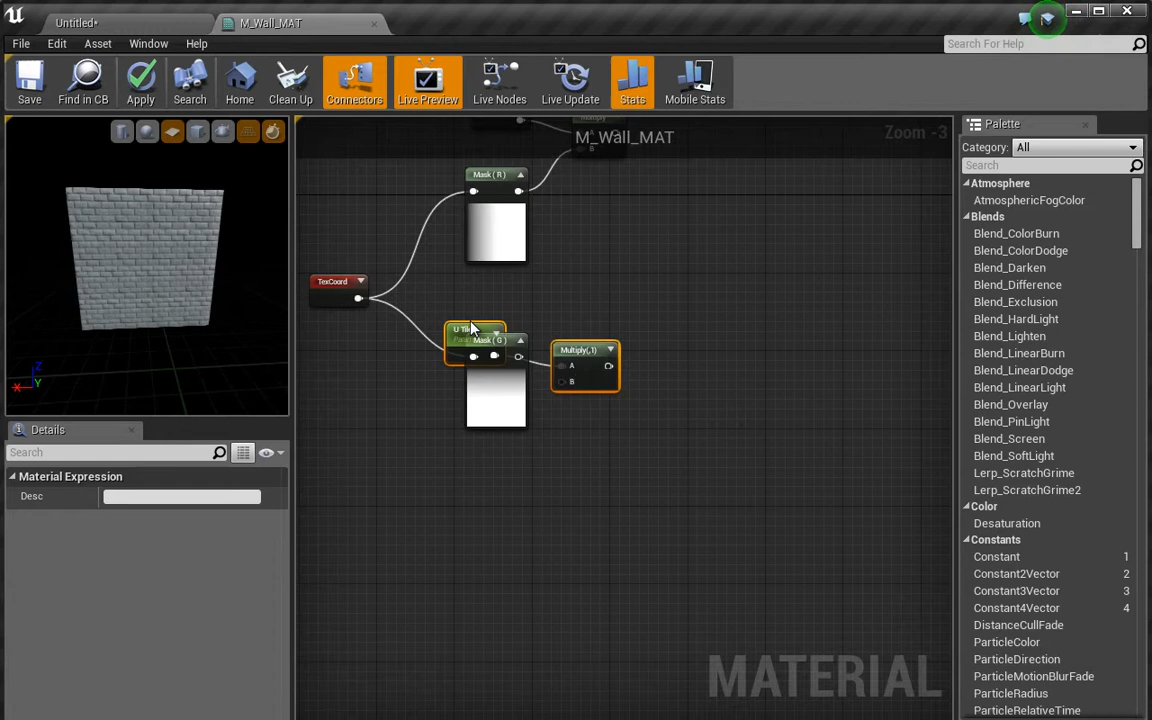 Untitled*
M_Wall_MAT
File
Edit
Asset
Window
Help
Search For Help
Save
Find in CB
Apply
Search
Home
Clean Up
Connectors
Live Preview
Live Nodes
Live Update
Stats
Mobile Stats
M_Wall_MAT
Zoom -3
Multiply
A
B
Mask ( R )
TexCoord
U Tile
Mask ( G )
Multiply(,1)
A
B
MATERIAL
Details
Search
Material Expression
Desc
X
Y
Z
Palette
Category:
All
Search
Atmosphere
AtmosphericFogColor
Blends
Blend_ColorBurn
Blend_ColorDodge
Blend_Darken
Blend_Difference
Blend_Exclusion
Blend_HardLight
Blend_Lighten
Blend_LinearBurn
Blend_LinearDodge
Blend_LinearLight
Blend_Overlay
Blend_PinLight
Blend_Screen
Blend_SoftLight
Lerp_ScratchGrime
Lerp_ScratchGrime2
Color
Desaturation
Constants
Constant 1
Constant2Vector 2
Constant3Vector 3
Constant4Vector 4
DistanceCullFade
ParticleColor
ParticleDirection
ParticleMotionBlurFade
ParticleRadius
ParticleRelativeTime